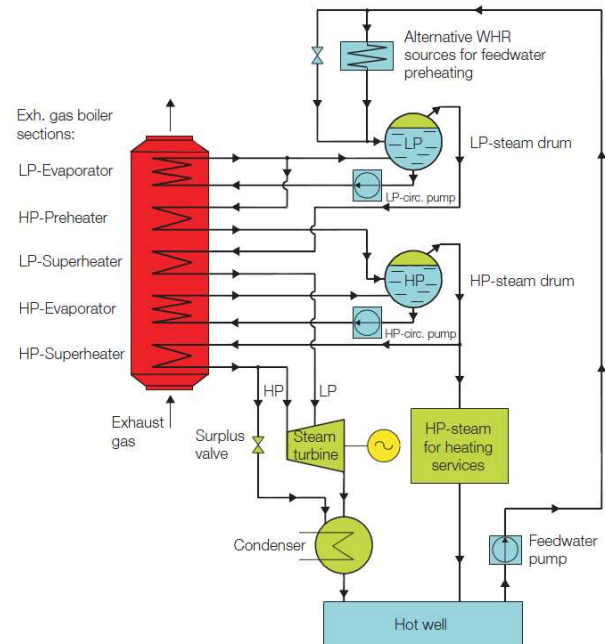 Alternative WHR
sources for feedwater
preheating
Exh. gas boiler
sections:
LP-Evaporator
HP-Preheater
LP-Superheater
HP-Evaporator
HP-Superheater
LP
LP-steam drum
LP-circ. pump
HP
HP-steam drum
HP-circ. pump
Exhaust
gas
HP
LP
Surplus
valve
Steam
turbine
HP-steam
for heating
services
Condenser
Feedwater
pump
Hot well